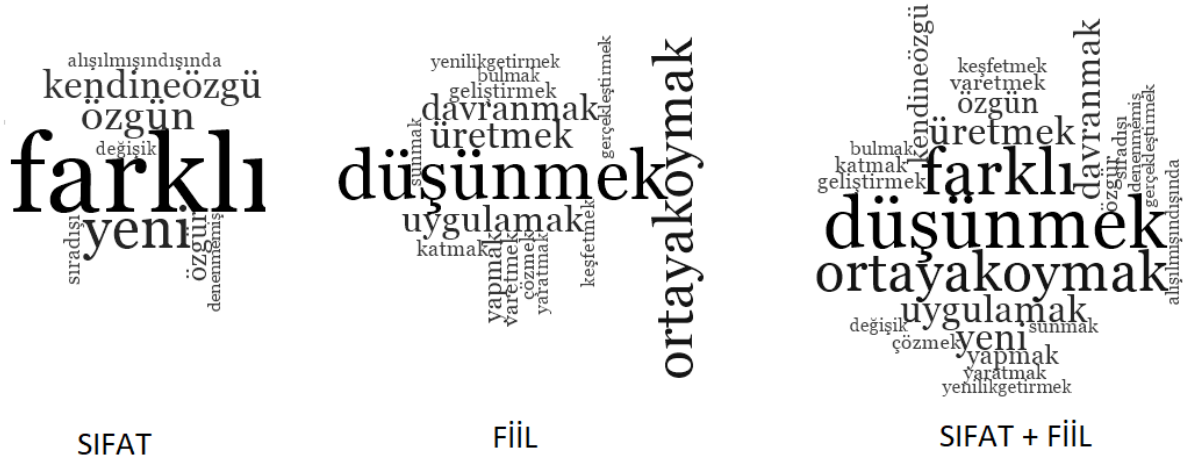 alışılmışındışında
kendineözgü
özgün
değişik
farklı
yeni
sıradışı
özgür
denenmemiş
SIFAT
yenilikgetirmek
bulmak
geliştirmek
davranmak
üretmek
gerçekleştirmek
sunmak
düşünmek
ortayakoymak
uygulamak
katmak
yapmak
varetmek
çözmek
yaratmak
keşfetmek
FİİL
kendineözgü
keşfetmek
varetmek
özgün
davranmak
üretmek
bulmak
katmak
geliştirmek
farklı
özgür
sıradışı
denenmemiş
gerçekleştirmek
alışılmışındışında
düşünmek
ortayakoymak
uygulamak
değişik
sunmak
çözmek
yeni
yapmak
yaratmak
yenilikgetirmek
SIFAT + FİİL